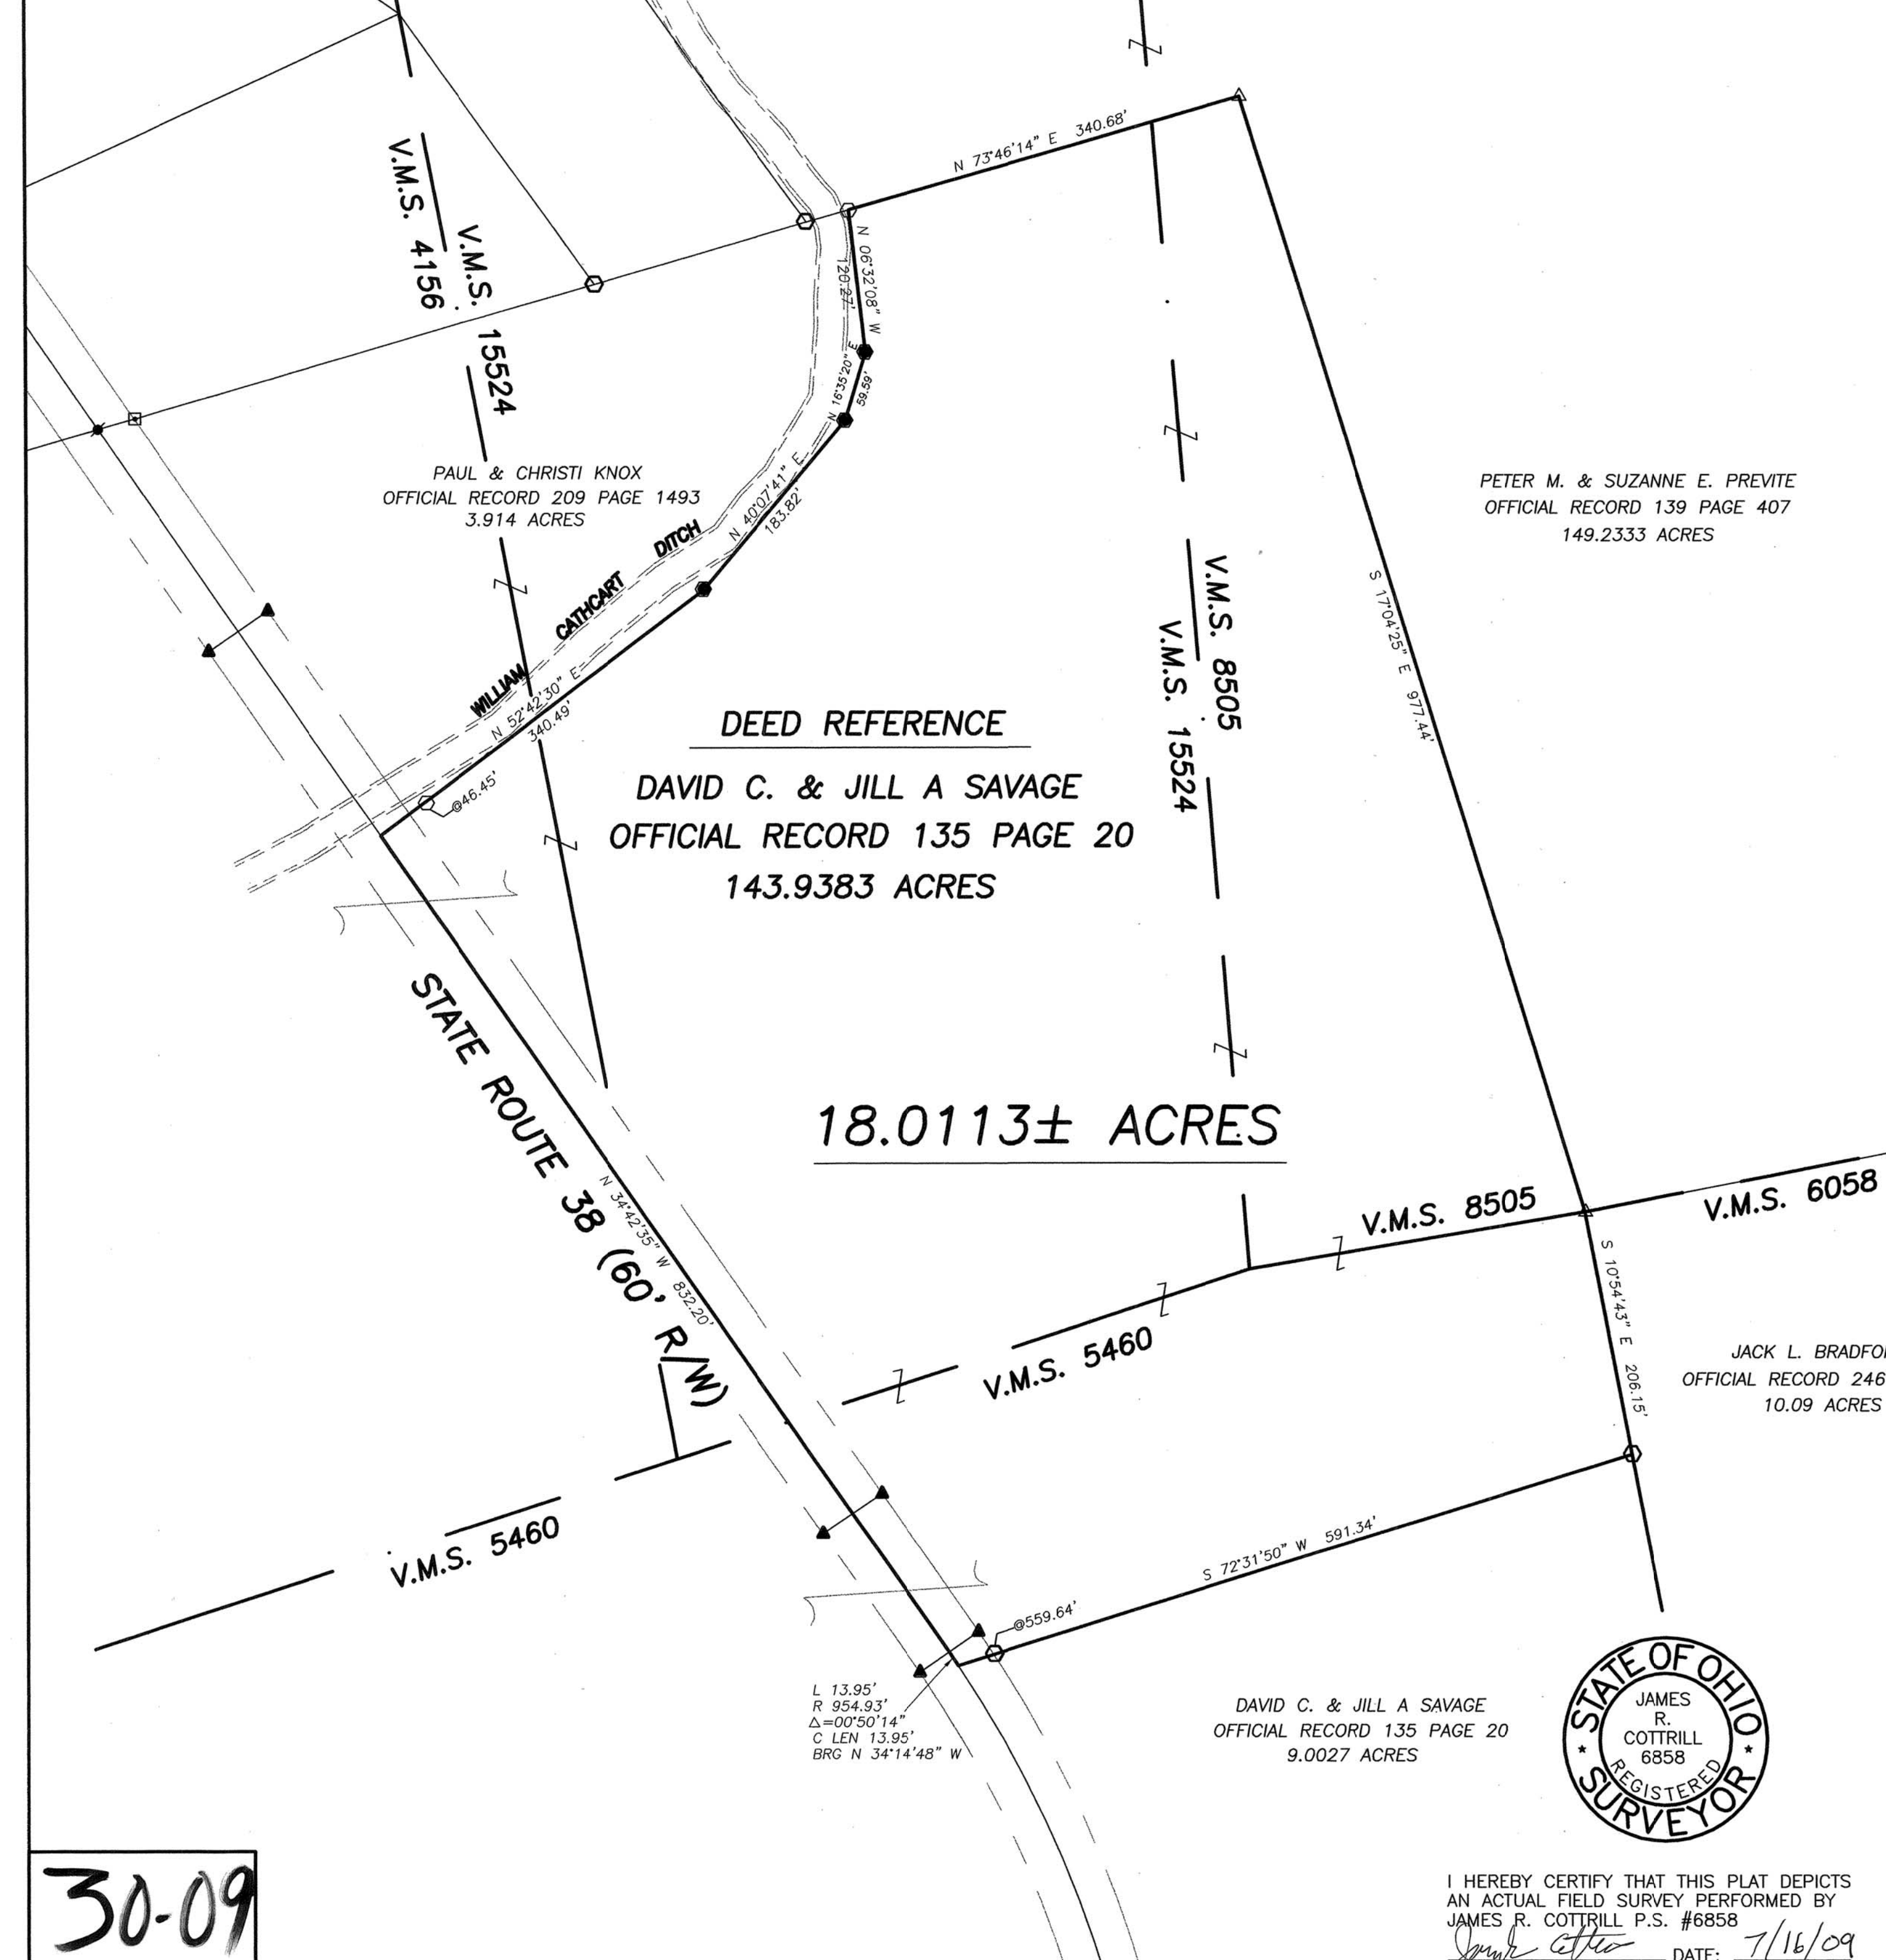 N 73°46'14" E 340.68'
V.M.S. 4156
V.M.S. 15524
N 06°32'08" W
120.27'
N 16°35'20" E
59.59'
PAUL & CHRISTI KNOX
OFFICIAL RECORD 209 PAGE 1493
3.914 ACRES
N 40°07'41" E
183.82'
WILLIAM CATHCART DITCH
N 52°42'30" E
340.49'
@46.45'
PETER M. & SUZANNE E. PREVITE
OFFICIAL RECORD 139 PAGE 407
149.2333 ACRES
S 17°04'25" E 977.44'
V.M.S. 8505
V.M.S. 15524
DEED REFERENCE
DAVID C. & JILL A SAVAGE
OFFICIAL RECORD 135 PAGE 20
143.9383 ACRES
STATE ROUTE 38 (60' R/W)
18.0113± ACRES
N 34°42'35" W 832.20'
V.M.S. 8505
V.M.S. 6058
V.M.S. 5460
S 10°54'43" E 206.15'
JACK L. BRADFO
OFFICIAL RECORD 246
10.09 ACRES
V.M.S. 5460
S 72°31'50" W 591.34'
@559.64'
L 13.95'
R 954.93'
△=00°50'14"
C LEN 13.95'
BRG N 34°14'48" W
DAVID C. & JILL A SAVAGE
OFFICIAL RECORD 135 PAGE 20
9.0027 ACRES
STATE OF OHIO
JAMES
R.
COTTRILL
6858
REGISTERED
SURVEYOR
30-09
I HEREBY CERTIFY THAT THIS PLAT DEPICTS
AN ACTUAL FIELD SURVEY PERFORMED BY
JAMES R. COTTRILL P.S. #6858
DATE: 7/16/09